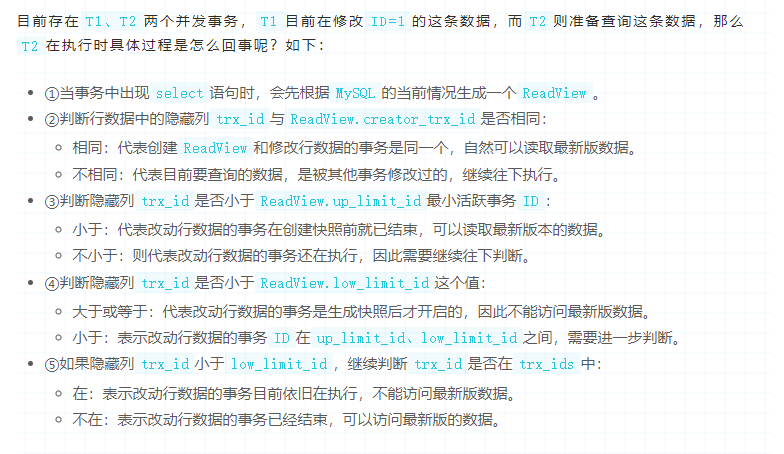 目前存在 T1、T2 两个并发事务，T1 目前在修改 ID=1 的这条数据，而 T2 则准备查询这条数据，那么
T2 在执行时具体过程是怎么回事呢？如下：
①当事务中出现 select 语句时，会先根据 MySQL 的当前情况生成一个 ReadView 。
②判断行数据中的隐藏列 trx_id 与 ReadView.creator_trx_id 是否相同：
相同：代表创建 ReadView 和修改行数据的事务是同一个，自然可以读取最新版数据。
不相同：代表目前要查询的数据，是被其他事务修改过的，继续往下执行。
③判断隐藏列 trx_id 是否小于 ReadView.up_limit_id 最小活跃事务 ID ：
小于：代表改动行数据的事务在创建快照前就已结束，可以读取最新版本的数据。
不小于：则代表改动行数据的事务还在执行，因此需要继续往下判断。
④判断隐藏列 trx_id 是否小于 ReadView.low_limit_id 这个值：
大于或等于：代表改动行数据的事务是生成快照后才开启的，因此不能访问最新版数据。
小于：表示改动行数据的事务 ID 在 up_limit_id、low_limit_id 之间，需要进一步判断。
⑤如果隐藏列 trx_id 小于 low_limit_id ，继续判断 trx_id 是否在 trx_ids 中：
在：表示改动行数据的事务目前依旧在执行，不能访问最新版数据。
不在：表示改动行数据的事务已经结束，可以访问最新版的数据。